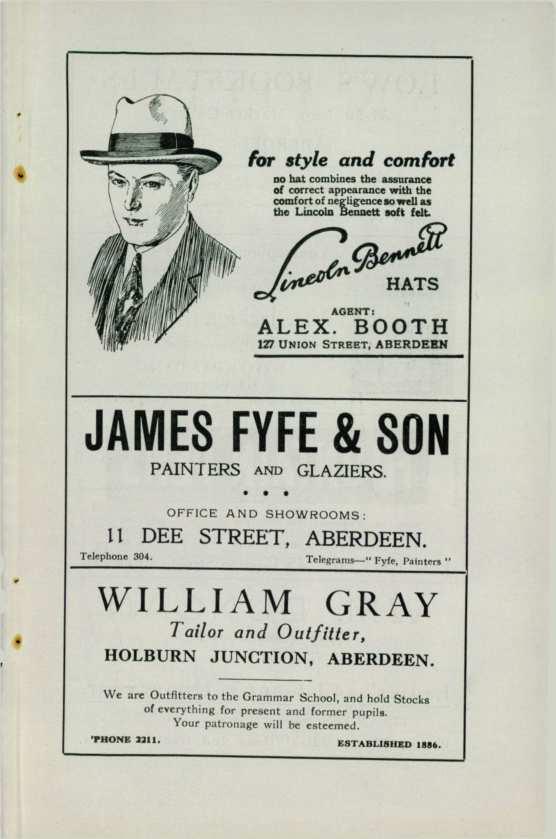 for style and comfort
no hat combines the assurance
of correct appearance with the
comfort of negligence so well as
the Lincoln Bennett soft felt.
Lincoln Bennett
HATS
AGENT:
ALEX. BOOTH
127 UNION STREET, ABERDEEN
JAMES FYFE & SON
PAINTERS AND GLAZIERS.
• • •
OFFICE AND SHOWROOMS:
11 DEE STREET, ABERDEEN.
Telephone 304. Telegrams—"Fyfe, Painters"
WILLIAM GRAY
Tailor and Outfitter,
HOLBURN JUNCTION, ABERDEEN.
We are Outfitters to the Grammar School, and hold Stocks
of everything for present and former pupils.
Your patronage will be esteemed.
'PHONE 2211. ESTABLISHED 1886.